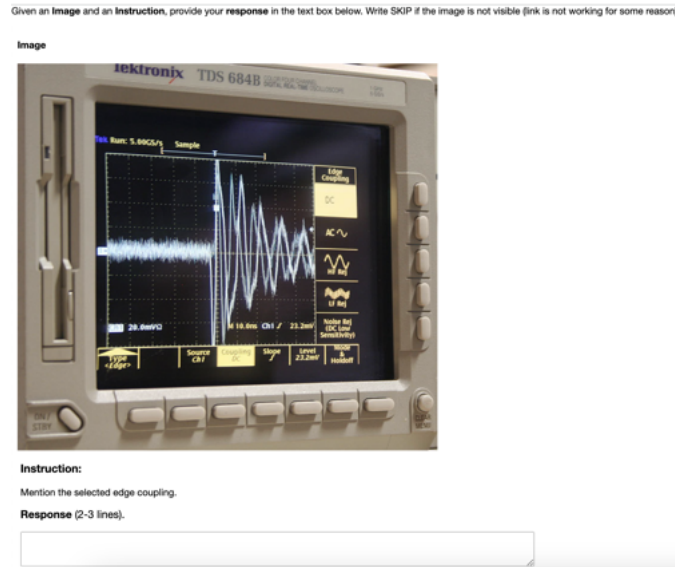 Given an Image and an Instruction, provide your response in the text box below. Write SKIP if the image is not visible (link is not working for some reason
Image
Tektronix TDS 684B
Tek Run: 5.00GS/s Sample
Edge
Coupling
DC
AC
HF Rej
LF Rej
Noise Rej
(DC Low
Sensitivity)
20.0mVΩ
M 10.0ns Ch1 23.2mV
Type
<Edge>
Source
Ch1
Coupling
DC
Slope
Level
23.2mV
Mode
&
Holdoff
ON/
STBY
CLEAR
MENU
Instruction:
Mention the selected edge coupling.
Response (2-3 lines).